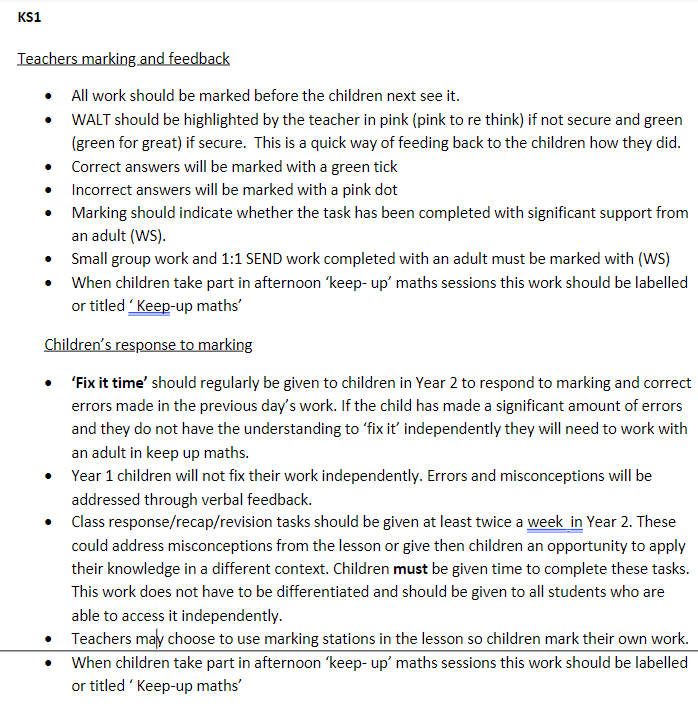 KS1
Teachers marking and feedback
• All work should be marked before the children next see it.
• WALT should be highlighted by the teacher in pink (pink to re think) if not secure and green
(green for great) if secure.  This is a quick way of feeding back to the children how they did.
• Correct answers will be marked with a green tick
• Incorrect answers will be marked with a pink dot
• Marking should indicate whether the task has been completed with significant support from
an adult (WS).
• Small group work and 1:1 SEND work completed with an adult must be marked with (WS)
• When children take part in afternoon ‘keep- up’ maths sessions this work should be labelled
or titled ‘ Keep-up maths’
Children’s response to marking
• ‘Fix it time’ should regularly be given to children in Year 2 to respond to marking and correct
errors made in the previous day’s work. If the child has made a significant amount of errors
and they do not have the understanding to ‘fix it’ independently they will need to work with
an adult in keep up maths.
• Year 1 children will not fix their work independently. Errors and misconceptions will be
addressed through verbal feedback.
• Class response/recap/revision tasks should be given at least twice a week  in Year 2. These
could address misconceptions from the lesson or give then children an opportunity to apply
their knowledge in a different context. Children must be given time to complete these tasks.
This work does not have to be differentiated and should be given to all students who are
able to access it independently.
• Teachers may choose to use marking stations in the lesson so children mark their own work.
• When children take part in afternoon ‘keep- up’ maths sessions this work should be labelled
or titled ‘ Keep-up maths’